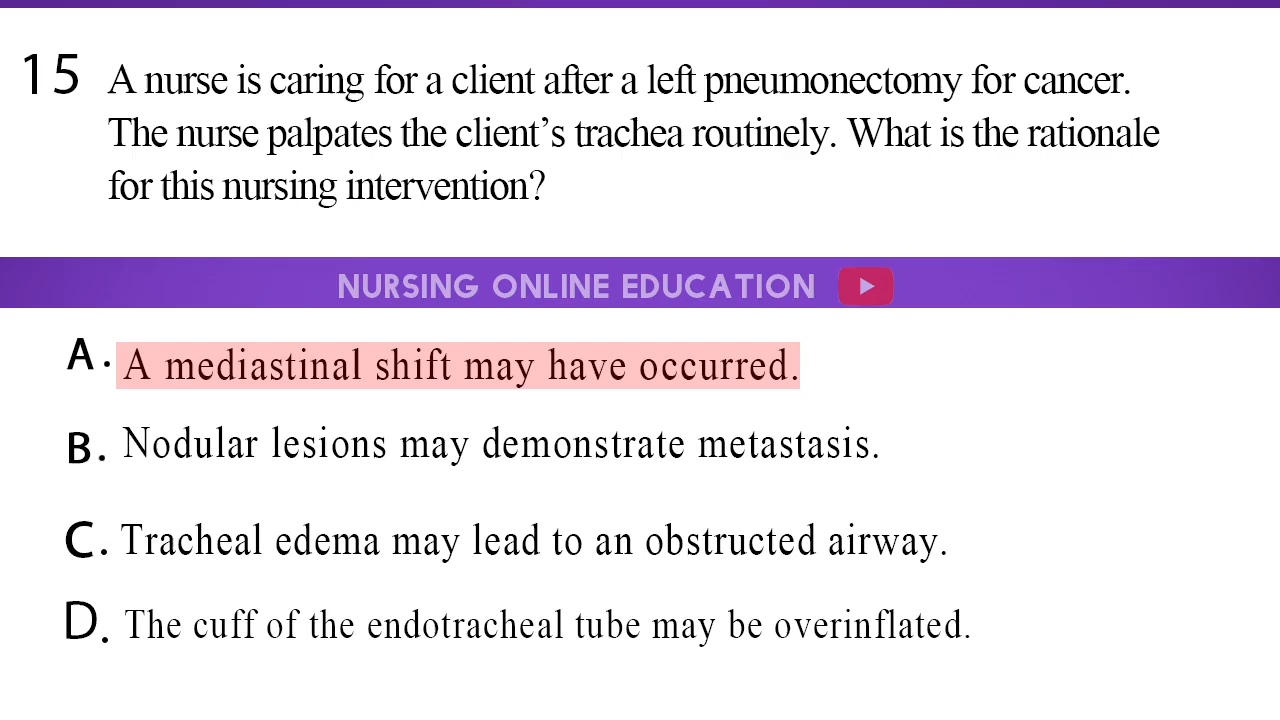 15 A nurse is caring for a client after a left pneumonectomy for cancer.
The nurse palpates the client’s trachea routinely. What is the rationale
for this nursing intervention?
NURSING ONLINE EDUCATION
A. A mediastinal shift may have occurred.
B. Nodular lesions may demonstrate metastasis.
C. Tracheal edema may lead to an obstructed airway.
D. The cuff of the endotracheal tube may be overinflated.